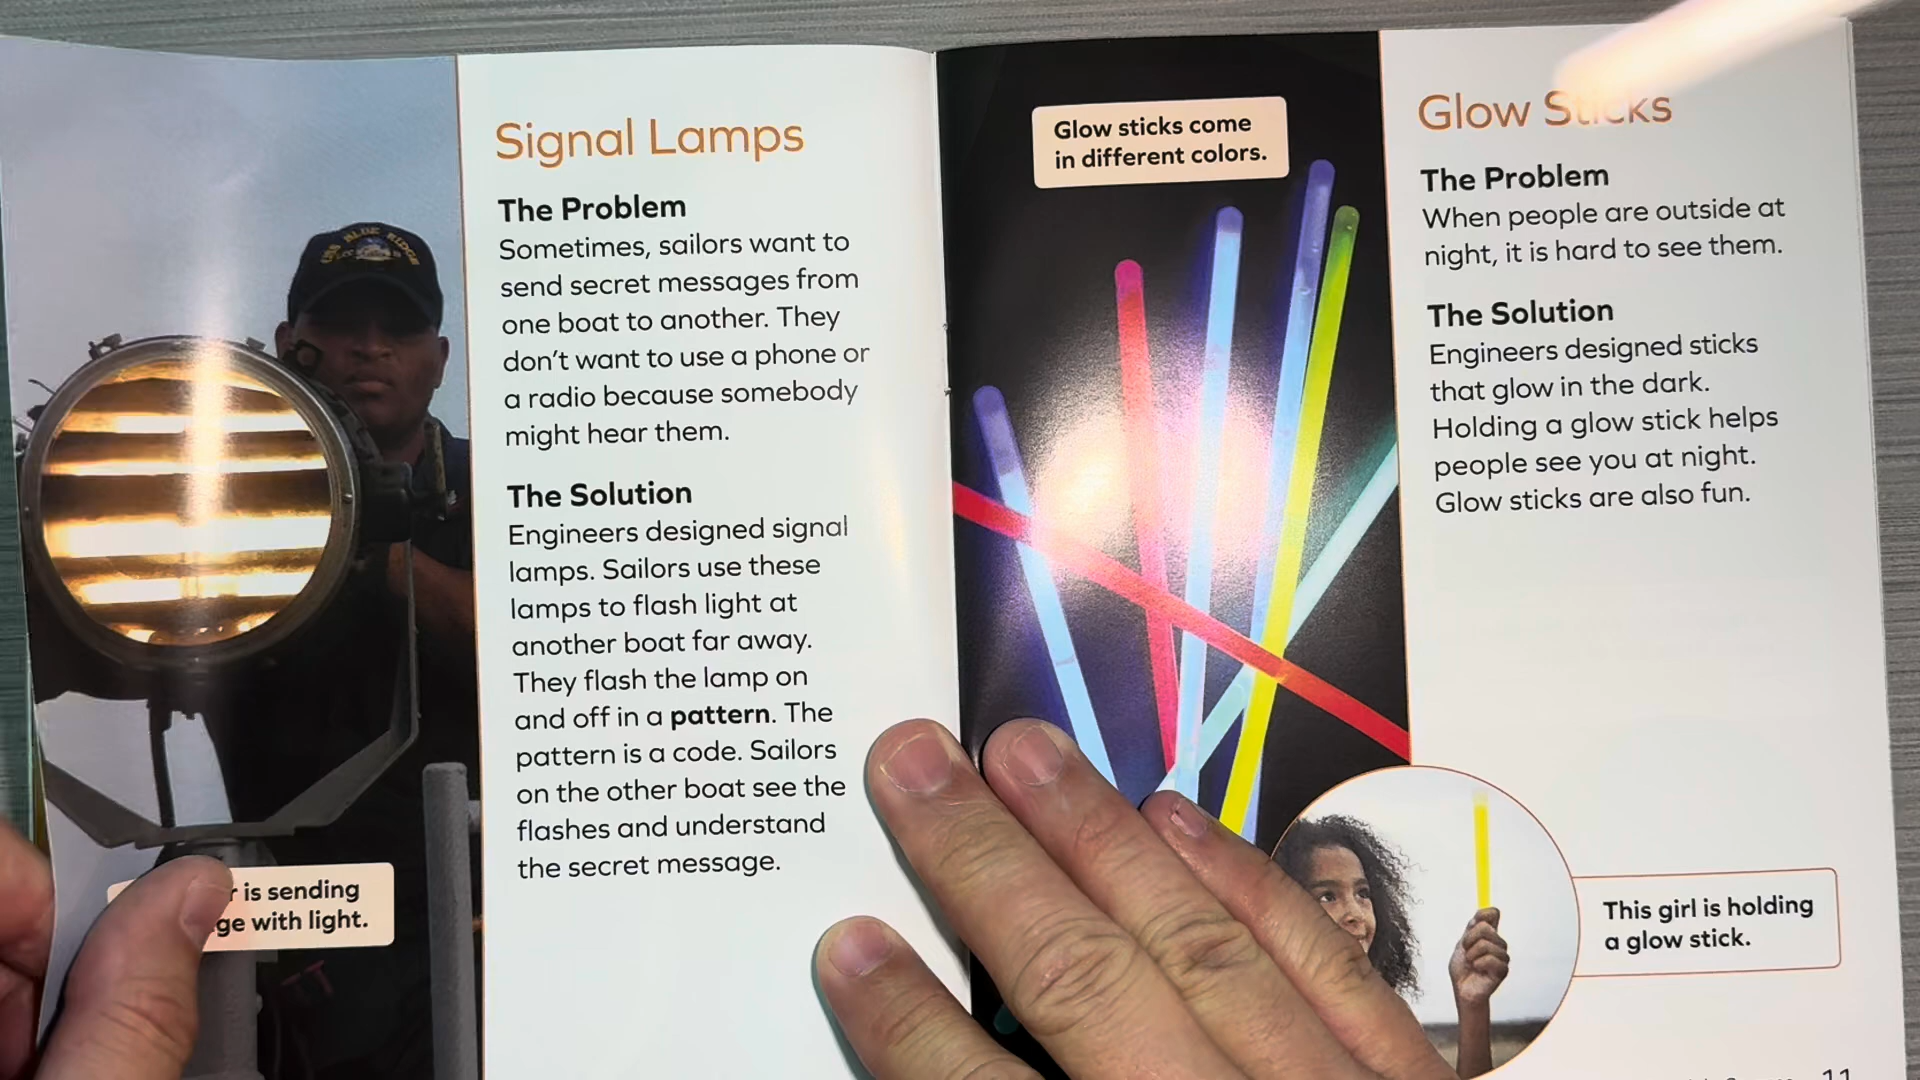 Signal Lamps
The Problem
Sometimes, sailors want to
send secret messages from
one boat to another. They
don't want to use a phone or
a radio because somebody
might hear them.
The Solution
Engineers designed signal
lamps. Sailors use these
lamps to flash light at
another boat far away.
They flash the lamp on
and off in a pattern. The
pattern is a code. Sailors
on the other boat see the
flashes and understand
the secret message.
is sending
with light.
Glow sticks come
in different colors.
Glow Sticks
The Problem
When people are outside at
night, it is hard to see them.
The Solution
Engineers designed sticks
that glow in the dark.
Holding a glow stick helps
people see you at night.
Glow sticks are also fun.
This girl is holding
a glow stick.
11